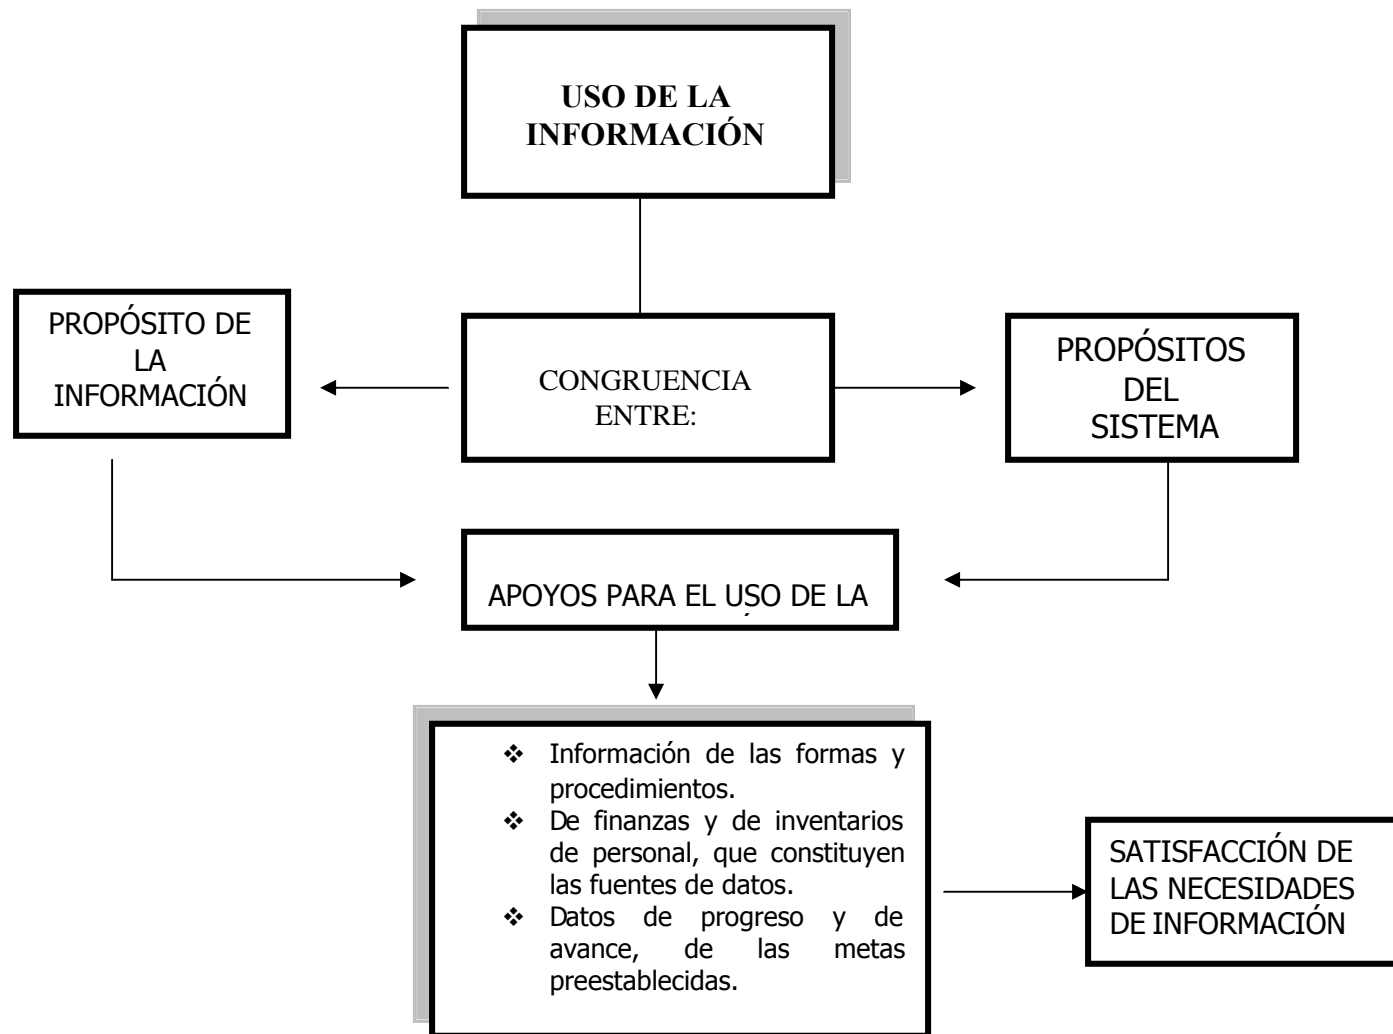 USO DE LA
INFORMACIÓN
PROPÓSITO DE
LA
INFORMACIÓN
CONGRUENCIA
ENTRE:
PROPÓSITOS
DEL
SISTEMA
APOYOS PARA EL USO DE LA
❖ Información de las formas y
procedimientos.
❖ De finanzas y de inventarios
de personal, que constituyen
las fuentes de datos.
❖ Datos de progreso y de
avance, de las metas
preestablecidas.
SATISFACCIÓN DE
LAS NECESIDADES
DE INFORMACIÓN